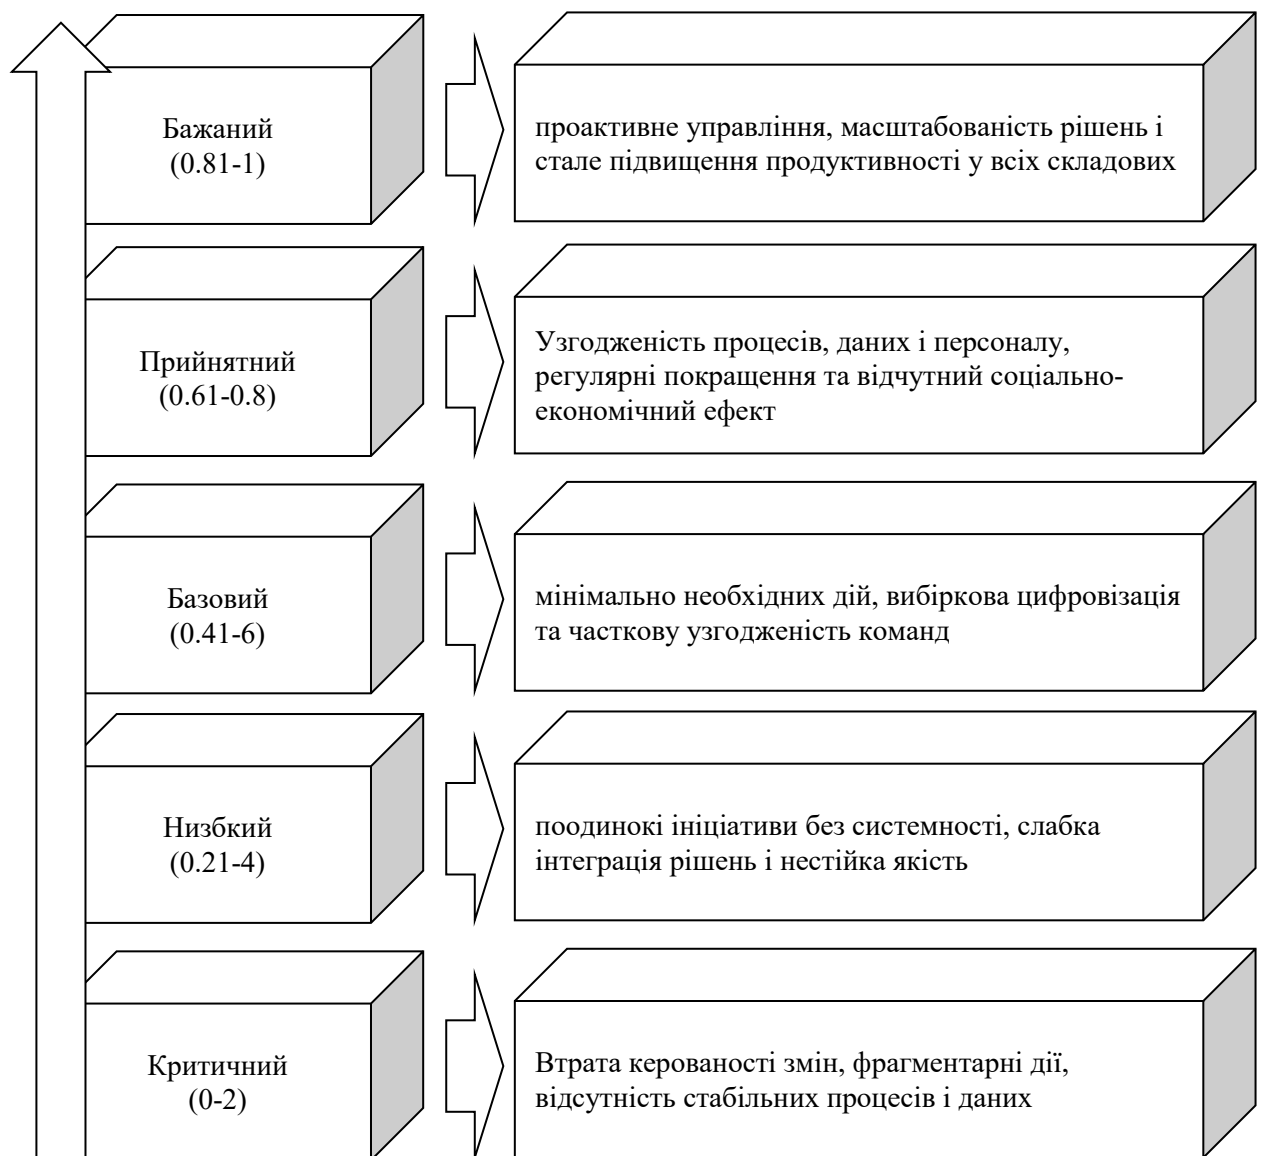 Бажаний
(0.81-1)
проактивне управління, масштабованість рішень і
стале підвищення продуктивності у всіх складових
Прийнятний
(0.61-0.8)
Узгодженість процесів, даних і персоналу,
регулярні покращення та відчутний соціально-
економічний ефект
Базовий
(0.41-6)
мінімально необхідних дій, вибіркова цифровізація
та часткову узгодженість команд
Низбкий
(0.21-4)
поодинокі ініціативи без системності, слабка
інтеграція рішень і нестійка якість
Критичний
(0-2)
Втрата керованості змін, фрагментарні дії,
відсутність стабільних процесів і даних